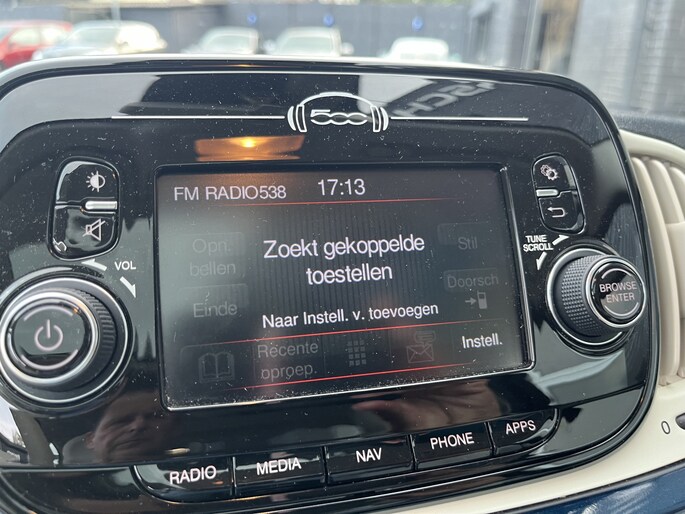 500
FM RADIO538 17:13
Opn. bellen
Zoekt gekoppelde
toestellen
Stil
Einde
Doorsch
Naar Instell. v. toevoegen
Recente
oproep.
Instell.
VOL
TUNE
SCROLL
BROWSE
ENTER
RADIO
MEDIA
NAV
PHONE
APPS
0